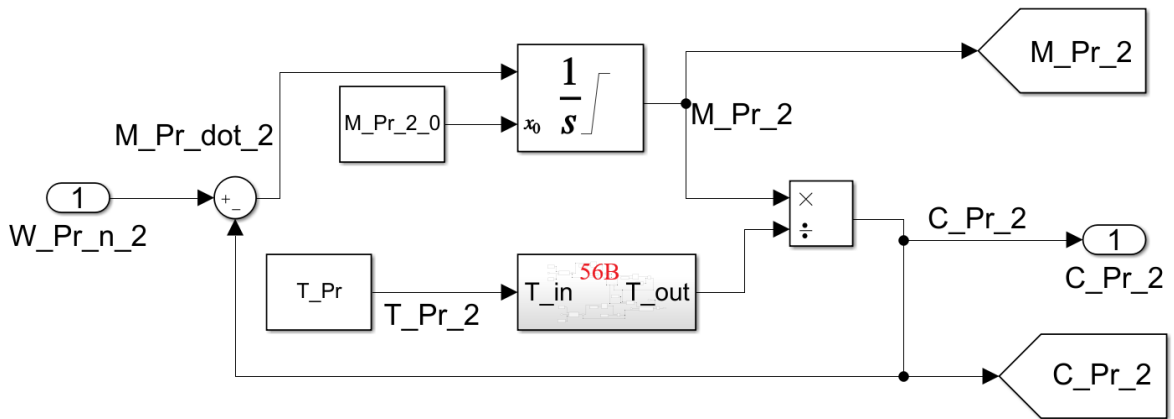 M_Pr_2
1
s
M_Pr_2_0
x0
M_Pr_2
M_Pr_dot_2
1
+
-
W_Pr_n_2
×
÷
C_Pr_2
1
C_Pr_2
T_Pr
T_Pr_2
56B
T_in
T_out
C_Pr_2